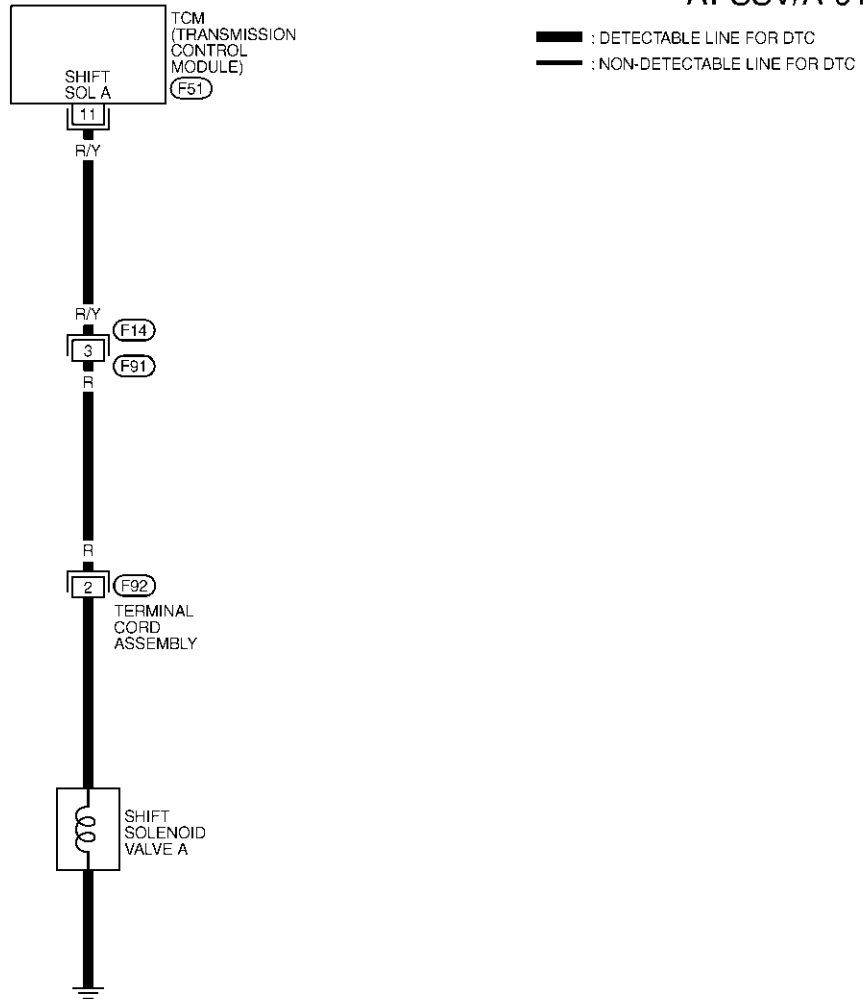 TCM
(TRANSMISSION
CONTROL
MODULE)
F51
SHIFT
SOL A
11
R/Y
R/Y
F14
3
F91
R
R
2
F92
TERMINAL
CORD
ASSEMBLY
SHIFT
SOLENOID
VALVE A
: DETECTABLE LINE FOR DTC
: NON-DETECTABLE LINE FOR DTC